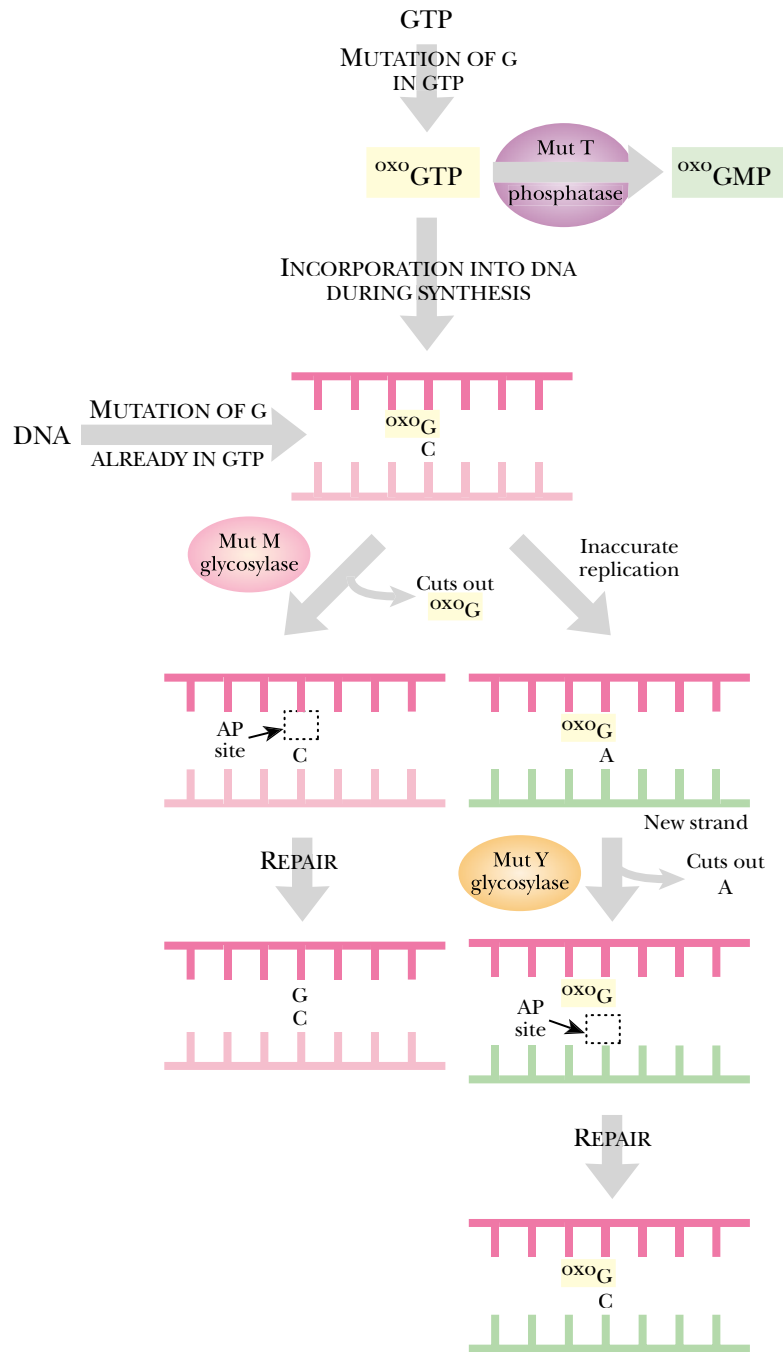 GTP
MUTATION OF G
IN GTP
oxoGTP
Mut T
phosphatase
oxoGMP
INCORPORATION INTO DNA
DURING SYNTHESIS
DNA
MUTATION OF G
ALREADY IN GTP
oxoG
C
Mut M
glycosylase
Cuts out
oxoG
Inaccurate
replication
AP
site
C
oxoG
A
New strand
REPAIR
Mut Y
glycosylase
Cuts out
A
G
C
oxoG
AP
site
REPAIR
oxoG
C